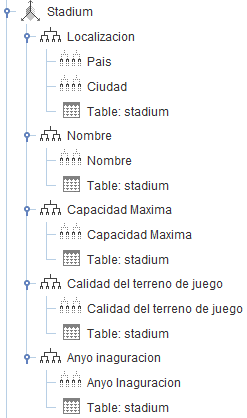 Stadium
Localizacion
Pais
Ciudad
Table: stadium
Nombre
Nombre
Table: stadium
Capacidad Maxima
Capacidad Maxima
Table: stadium
Calidad del terreno de juego
Calidad del terreno de juego
Table: stadium
Anyo inaguracion
Anyo Inaguracion
Table: stadium